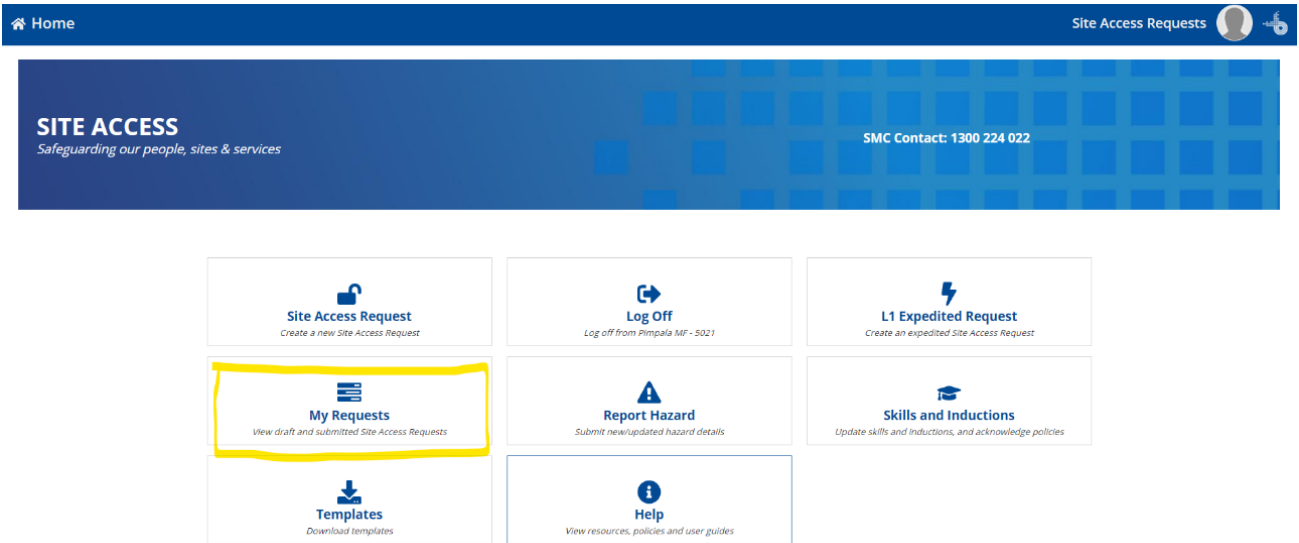 Home
Site Access Requests
SITE ACCESS
Safeguarding our people, sites & services
SMC Contact: 1300 224 022
Site Access Request
Create a new Site Access Request
Log Off
Log off from Pimpala MF - 5021
L1 Expedited Request
Create an expedited Site Access Request
My Requests
View draft and submitted Site Access Requests
Report Hazard
Submit new/updated hazard details
Skills and Inductions
Update skills and inductions, and acknowledge policies
Templates
Download templates
Help
View resources, policies and user guides